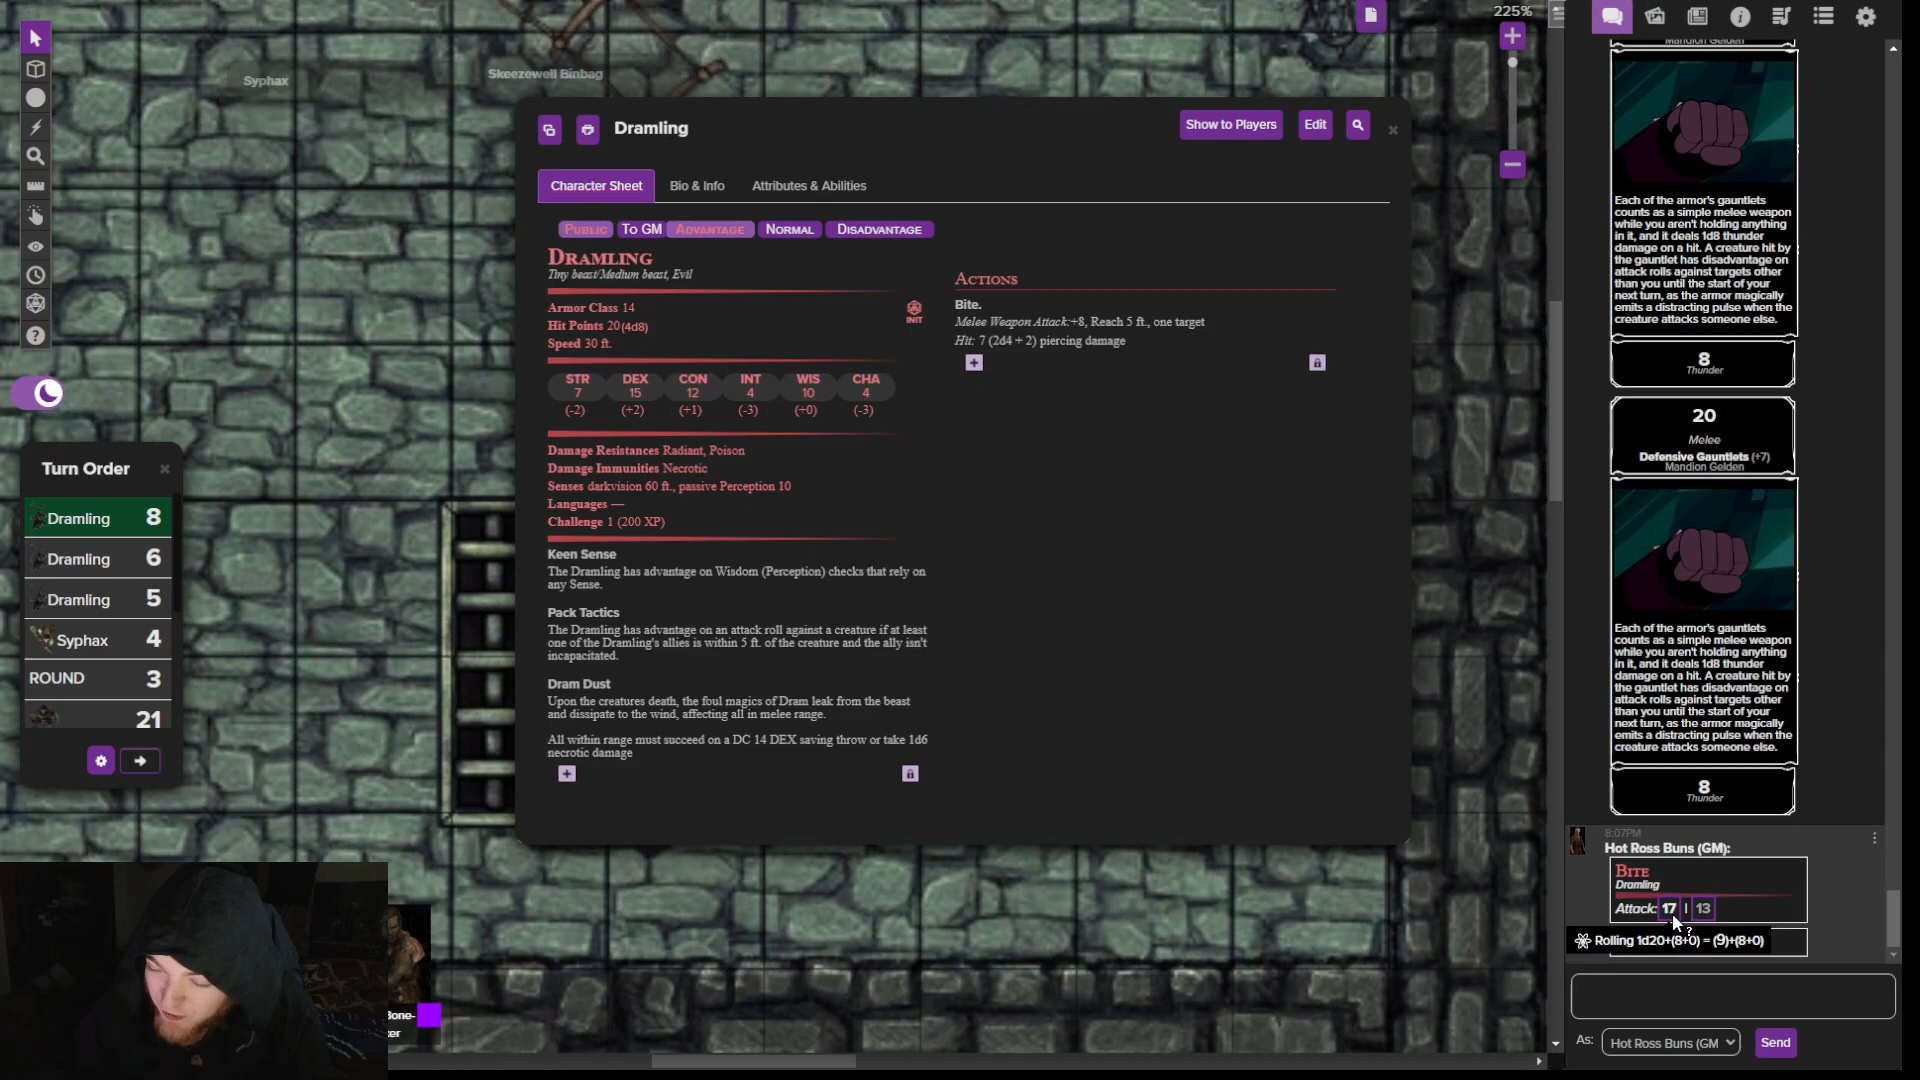 225%
Syphax
Skeezewell Binbag
Dramling
Show to Players
Edit
Character Sheet
Bio & Info
Attributes & Abilities
PUBLIC
TO GM
ADVANTAGE
NORMAL
DISADVANTAGE
DRAMLING
Tiny beast/Medium beast, Evil
Armor Class 14
Hit Points 20(4d8)
Speed 30 ft.
INIT
STR
DEX
CON
INT
WIS
CHA
7
15
12
4
10
4
(-2)
(+2)
(+1)
(-3)
(+0)
(-3)
Damage Resistances Radiant, Poison
Damage Immunities Necrotic
Senses darkvision 60 ft., passive Perception 10
Languages —
Challenge 1 (200 XP)
Keen Sense
The Dramling has advantage on Wisdom (Perception) checks that rely on
any Sense.
Pack Tactics
The Dramling has advantage on an attack roll against a creature if at least
one of the Dramling's allies is within 5 ft. of the creature and the ally isn't
incapacitated.
Dram Dust
Upon the creatures death, the foul magics of Dram leak from the beast
and dissipate to the wind, affecting all in melee range.
All within range must succeed on a DC 14 DEX saving throw or take 1d6
necrotic damage
ACTIONS
Bite.
Melee Weapon Attack:+8, Reach 5 ft., one target
Hit: 7 (2d4 + 2) piercing damage
Turn Order
Dramling 8
Dramling 6
Dramling 5
Syphax 4
ROUND 3
21
Bone-
ker
Mandion Gelden
Each of the armor's gauntlets
counts as a simple melee weapon
while you aren't holding anything
in it, and it deals 1d8 thunder
damage on a hit. A creature hit by
the gauntlet has disadvantage on
attack rolls against targets other
than you until the start of your
next turn, as the armor magically
emits a distracting pulse when the
creature attacks someone else.
8
Thunder
20
Melee
Defensive Gauntlets (+7)
Mandion Gelden
Each of the armor's gauntlets
counts as a simple melee weapon
while you aren't holding anything
in it, and it deals 1d8 thunder
damage on a hit. A creature hit by
the gauntlet has disadvantage on
attack rolls against targets other
than you until the start of your
next turn, as the armor magically
emits a distracting pulse when the
creature attacks someone else.
8
Thunder
8:07PM
Hot Ross Buns (GM):
BITE
Dramling
Attack: 17 | 13
Rolling 1d20+(8+0) = (9)+(8+0)
As:
Hot Ross Buns (GM
Send